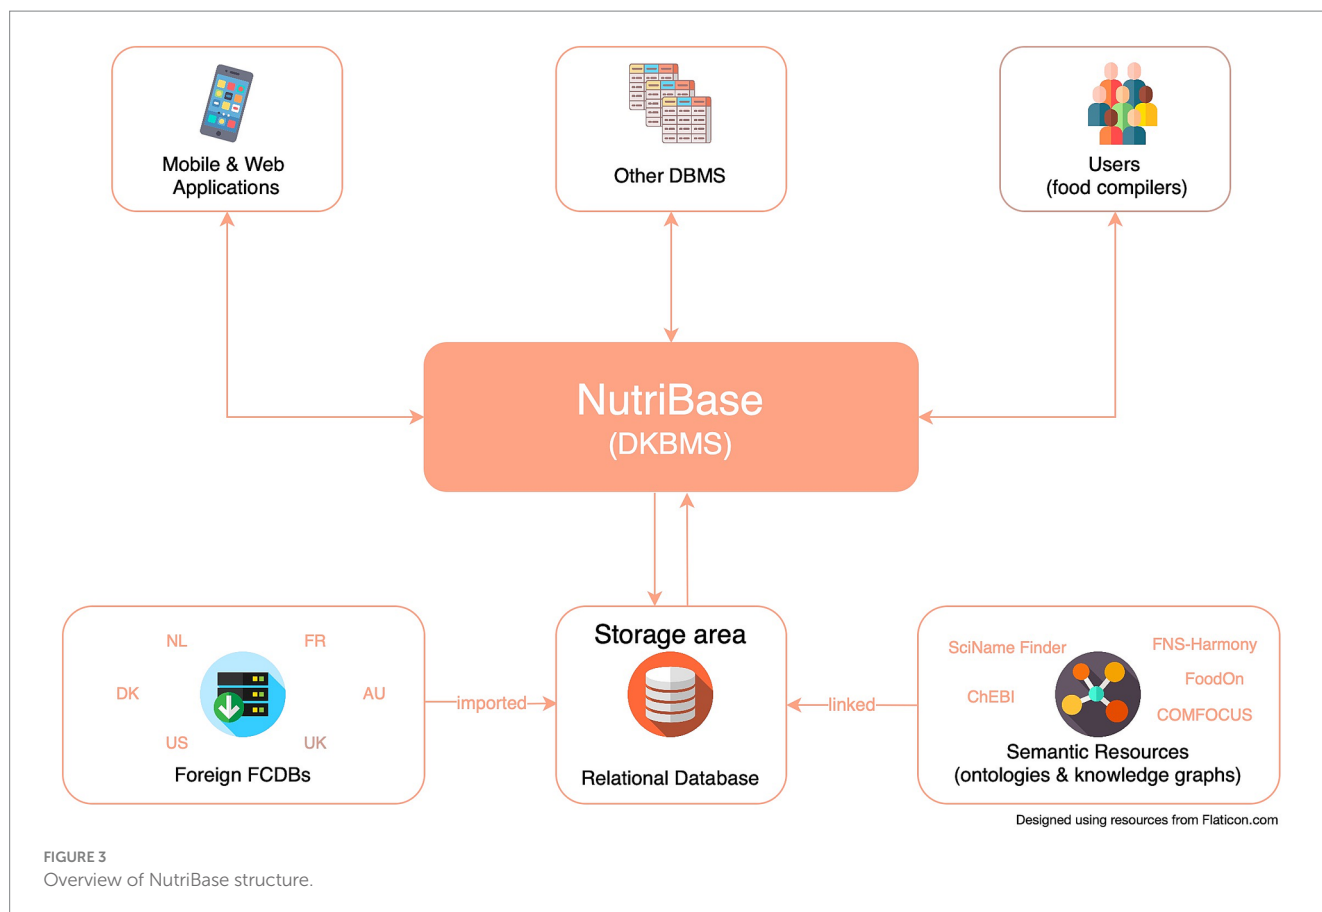 Mobile & Web
Applications
Other DBMS
Users
(food compilers)
NutriBase
(DKBMS)
NL
FR
DK
AU
US
UK
Foreign FCDBs
imported
Storage area
Relational Database
linked
SciName Finder
FNS-Harmony
FoodOn
ChEBI
COMFOCUS
Semantic Resources
(ontologies & knowledge graphs)
Designed using resources from Flaticon.com
FIGURE 3
Overview of NutriBase structure.